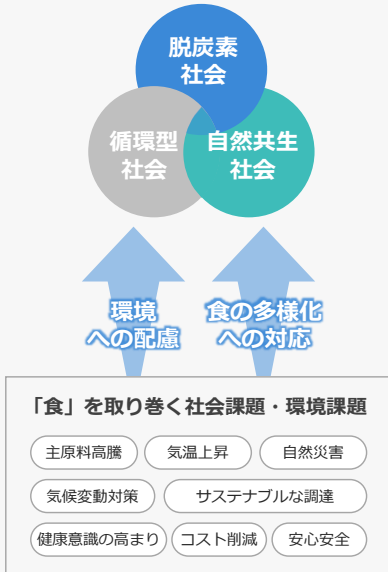 脱炭素
社会
循環型
社会
自然共生
社会
環境
への配慮
食の多様化
への対応
「食」を取り巻く社会課題・環境課題
主原料高騰
気温上昇
自然災害
気候変動対策
サステナブルな調達
健康意識の高まり
コスト削減
安心安全